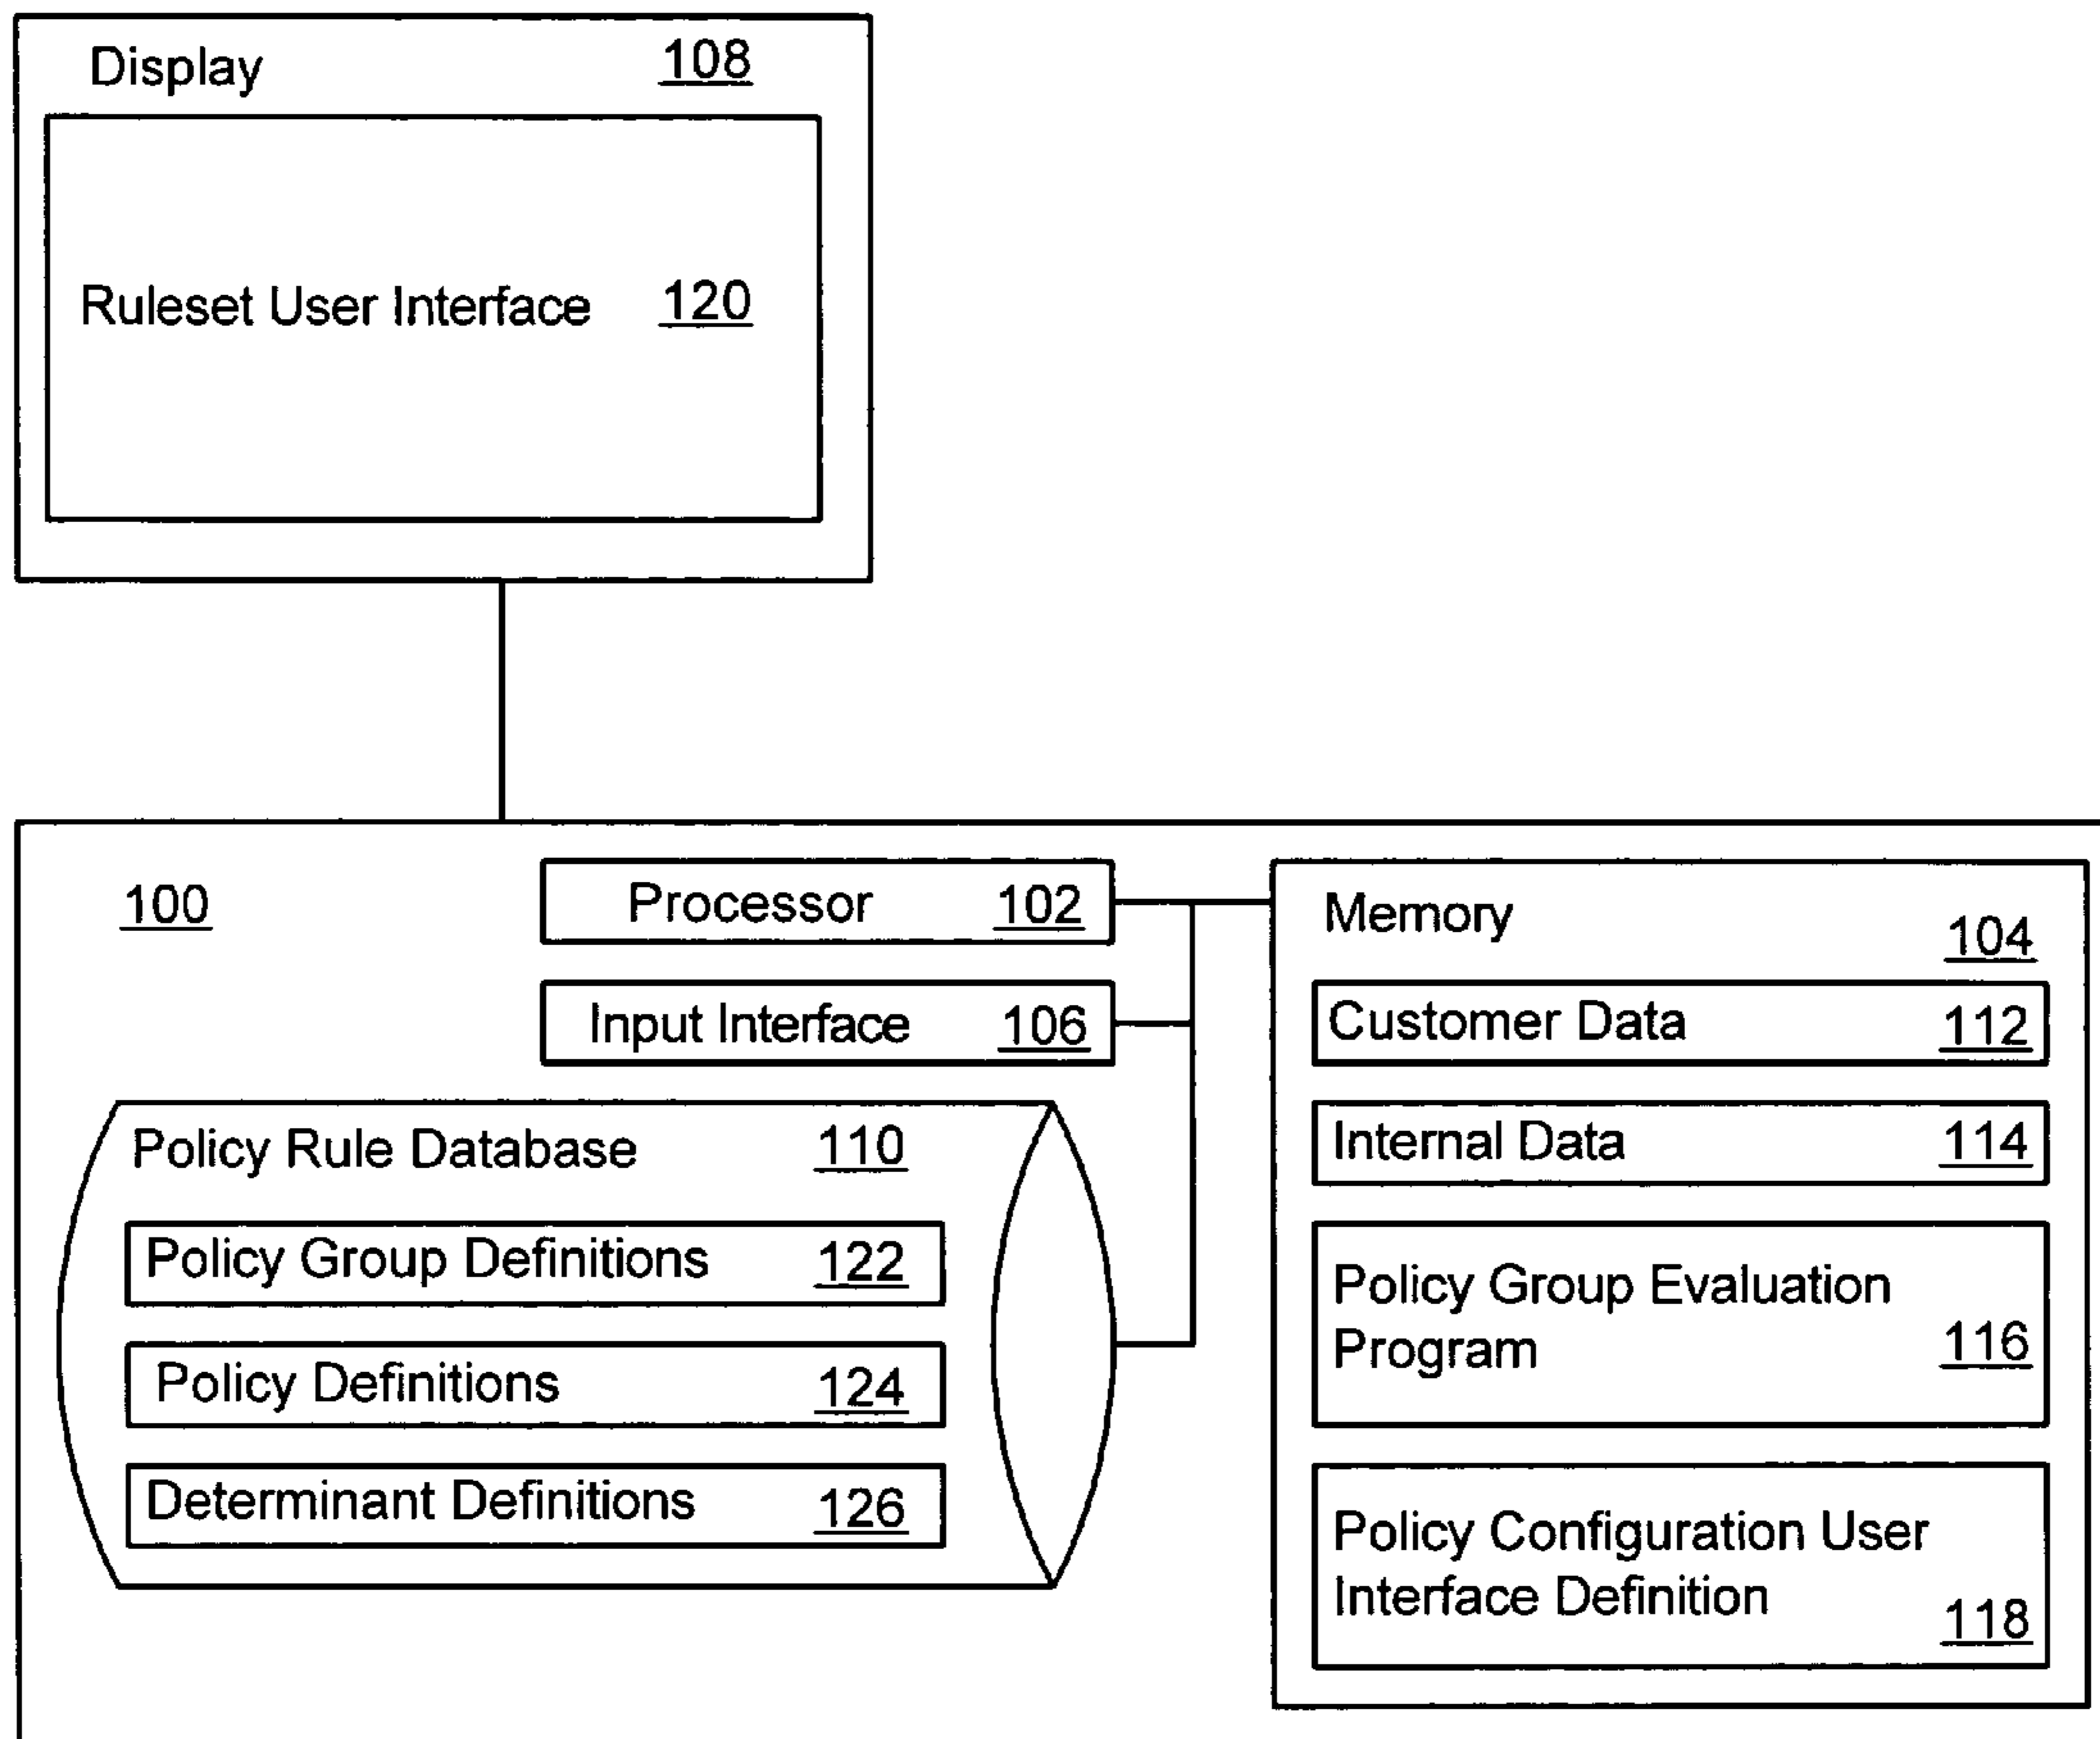 Display 108
Ruleset User Interface 120
100
Processor 102
Input Interface 106
Policy Rule Database 110
Policy Group Definitions 122
Policy Definitions 124
Determinant Definitions 126
Memory 104
Customer Data 112
Internal Data 114
Policy Group Evaluation
Program 116
Policy Configuration User
Interface Definition 118